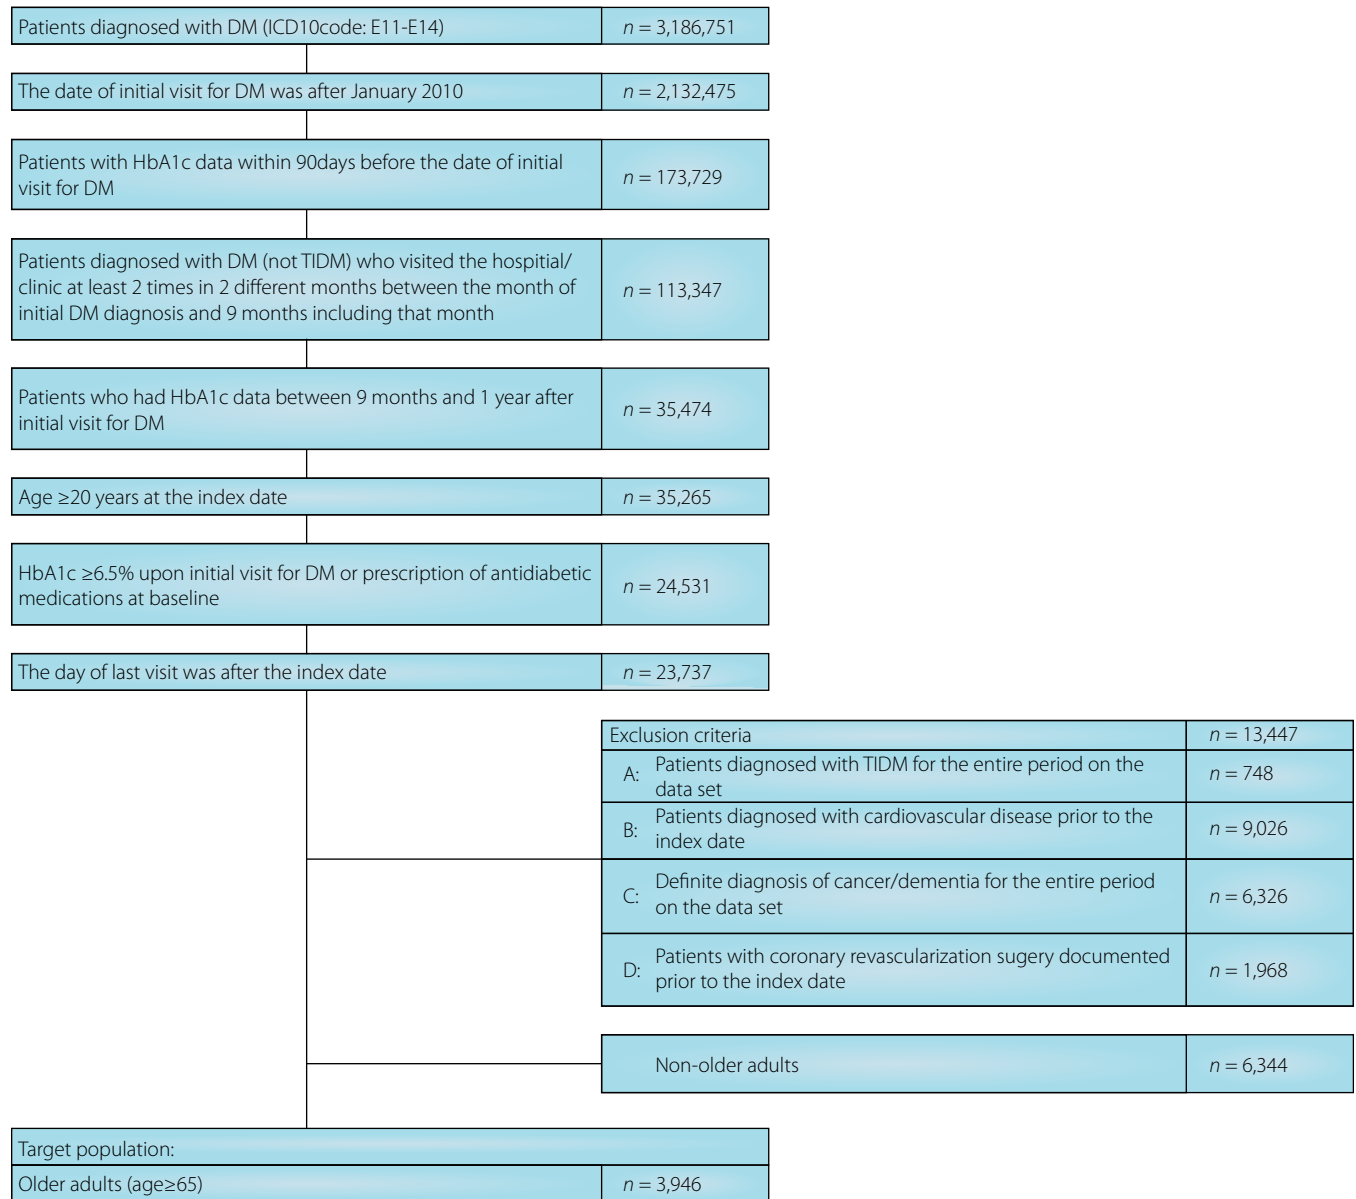 Patients diagnosed with DM (ICD10code: E11-E14) n = 3,186,751
The date of initial visit for DM was after January 2010 n = 2,132,475
Patients with HbA1c data within 90days before the date of initial
visit for DM
n = 173,729
Patients diagnosed with DM (not TIDM) who visited the hospitial/
clinic at least 2 times in 2 different months between the month of
initial DM diagnosis and 9 months including that month
n = 113,347
Patients who had HbA1c data between 9 months and 1 year after
initial visit for DM
n = 35,474
Age ≥20 years at the index date n = 35,265
HbA1c ≥6.5% upon initial visit for DM or prescription of antidiabetic
medications at baseline
n = 24,531
The day of last visit was after the index date n = 23,737
Exclusion criteria n = 13,447
A: Patients diagnosed with TIDM for the entire period on the
data set
n = 748
B: Patients diagnosed with cardiovascular disease prior to the
index date
n = 9,026
C: Definite diagnosis of cancer/dementia for the entire period
on the data set
n = 6,326
D: Patients with coronary revascularization sugery documented
prior to the index date
n = 1,968
Non-older adults n = 6,344
Target population:
Older adults (age≥65) n = 3,946